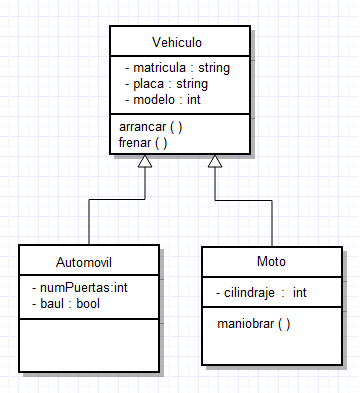 Vehiculo
- matricula : string
- placa : string
- modelo : int
arrancar ( )
frenar ( )
Automovil
- numPuertas:int
- baul : bool
Moto
- cilindraje : int
maniobrar ( )